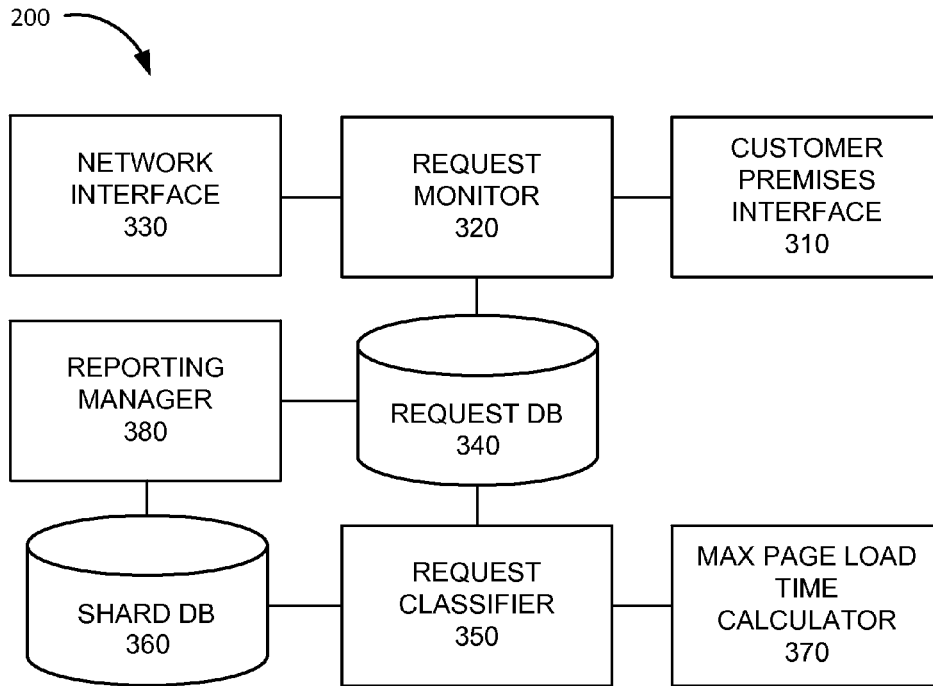 200
NETWORK
INTERFACE
330
REQUEST
MONITOR
320
CUSTOMER
PREMISES
INTERFACE
310
REPORTING
MANAGER
380
REQUEST DB
340
SHARD DB
360
REQUEST
CLASSIFIER
350
MAX PAGE LOAD
TIME
CALCULATOR
370